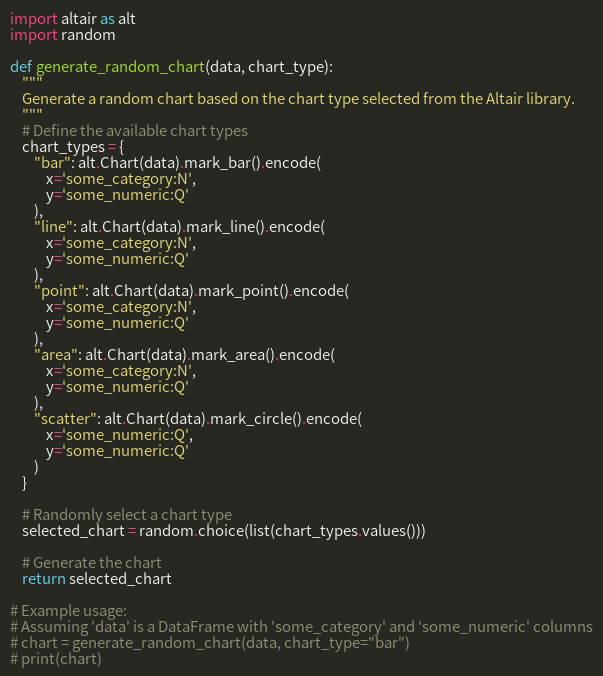 import altair as alt
import random

def generate_random_chart(data, chart_type):
    """
    Generate a random chart based on the chart type selected from the Altair library.
    """
    # Define the available chart types
    chart_types = {
        "bar": alt.Chart(data).mark_bar().encode(
            x='some_category:N',
            y='some_numeric:Q'
        ),
        "line": alt.Chart(data).mark_line().encode(
            x='some_category:N',
            y='some_numeric:Q'
        ),
        "point": alt.Chart(data).mark_point().encode(
            x='some_category:N',
            y='some_numeric:Q'
        ),
        "area": alt.Chart(data).mark_area().encode(
            x='some_category:N',
            y='some_numeric:Q'
        ),
        "scatter": alt.Chart(data).mark_circle().encode(
            x='some_numeric:Q',
            y='some_numeric:Q'
        )
    }

    # Randomly select a chart type
    selected_chart = random.choice(list(chart_types.values()))

    # Generate the chart
    return selected_chart

# Example usage:
# Assuming 'data' is a DataFrame with 'some_category' and 'some_numeric' columns
# chart = generate_random_chart(data, chart_type="bar")
# print(chart)